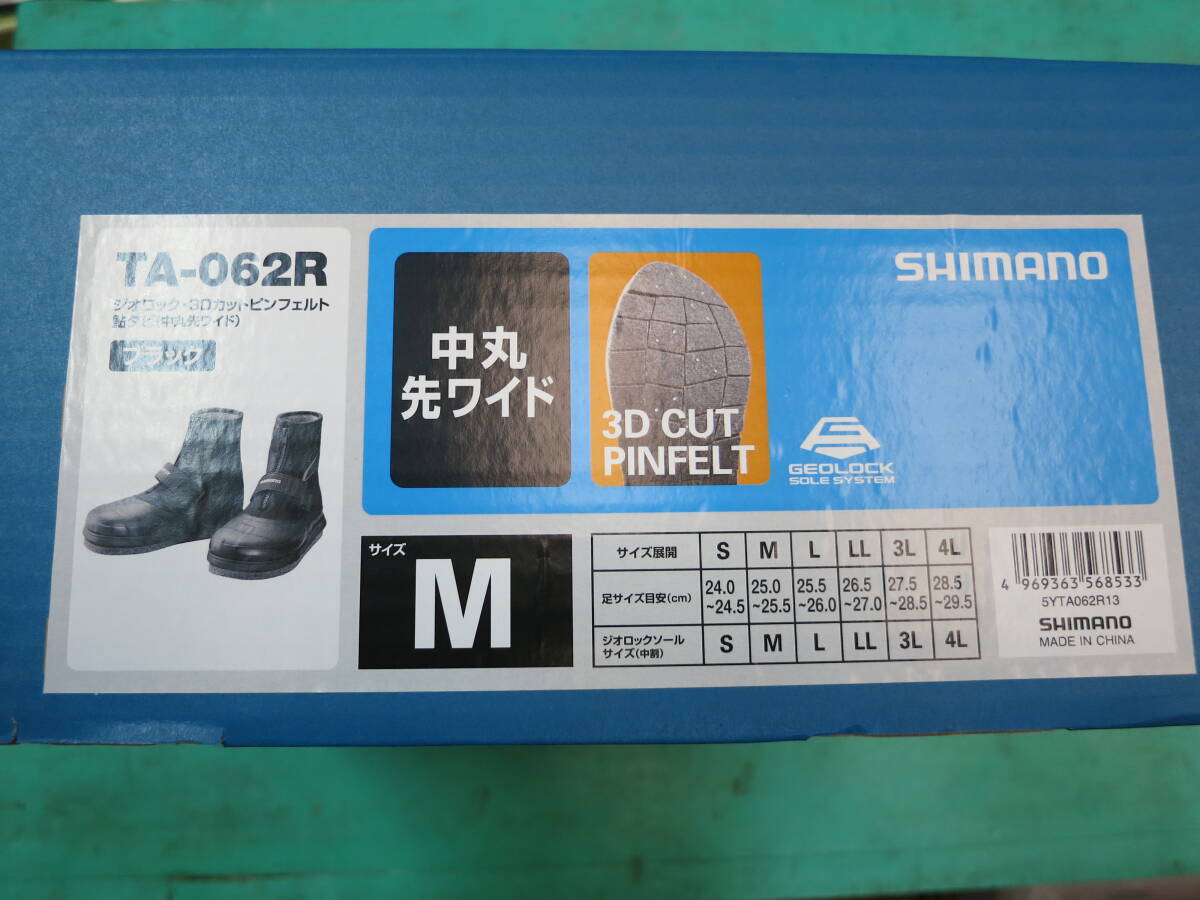 TA-062R
ジオロック・3Dカットピンフェルト
鮎タビ(中丸先ワイド)
ブラック
中丸
先ワイド
3D CUT
PINFELT
SHIMANO
GEOLOCK
SOLE SYSTEM
サイズ
M
サイズ展開 S M L LL 3L 4L
足サイズ目安(cm) 24.0~24.5 25.0~25.5 25.5~26.0 26.5~27.0 27.5~28.5 28.5~29.5
ジオロックソール
サイズ(中割) S M L LL 3L 4L
4 969363 568533
5YTA062R13
SHIMANO
MADE IN CHINA